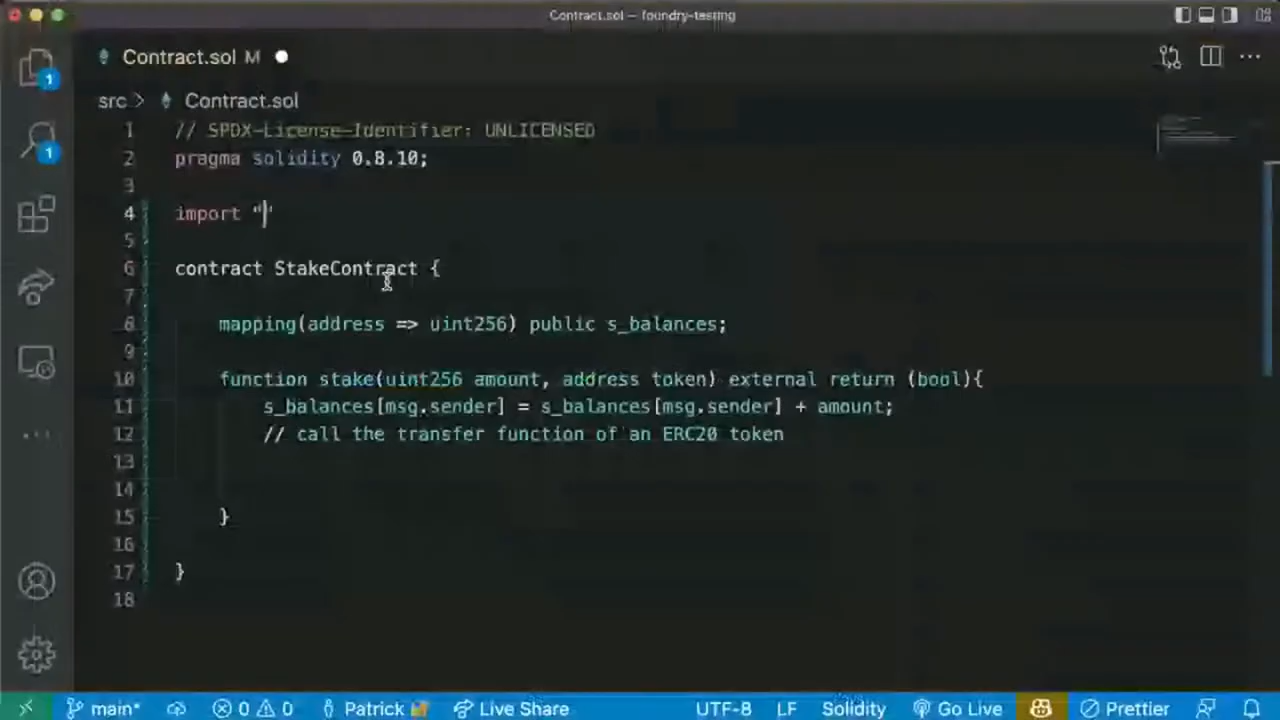 Contract.sol — foundry-testing
Contract.sol M
src > Contract.sol
1 // SPDX-License-Identifier: UNLICENSED
2 pragma solidity 0.8.10;
3
4 import "'
5
6 contract StakeContract {
7
8 mapping(address => uint256) public s_balances;
9
10 function stake(uint256 amount, address token) external return (bool){
11 s_balances[msg.sender] = s_balances[msg.sender] + amount;
12 // call the transfer function of an ERC20 token
13
14
15 }
16
17 }
18
1
1
main* 0 0 Patrick Live Share UTF-8 LF Solidity Go Live Prettier